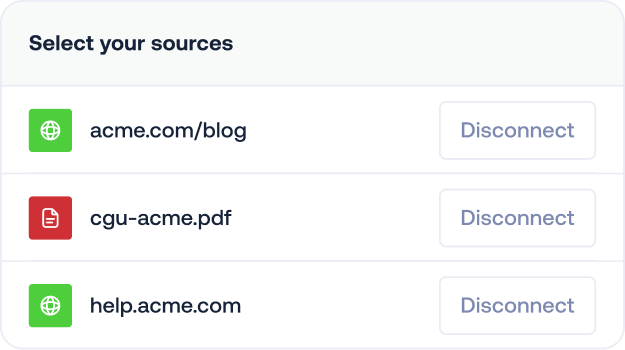 Select your sources
acme.com/blog
Disconnect
cgu-acme.pdf
Disconnect
help.acme.com
Disconnect